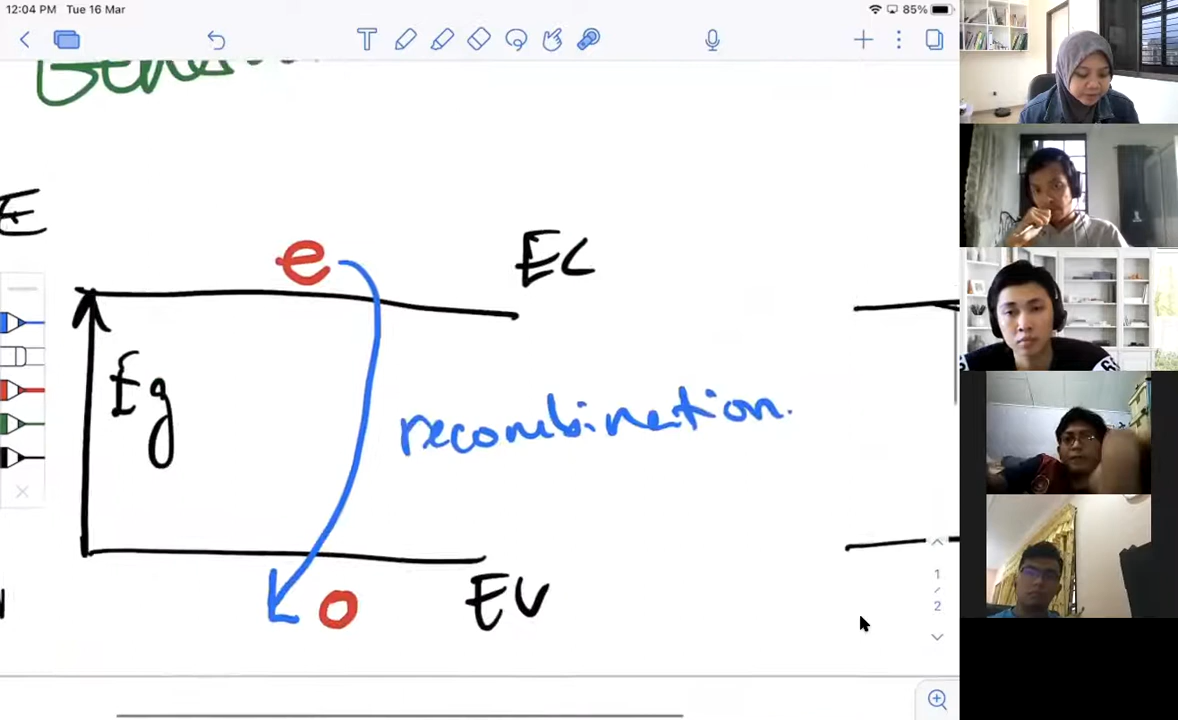 12:04 PM Tue 16 Mar
85%
T
E
e
EC
Eg
recombination.
o
EV
1
/
2